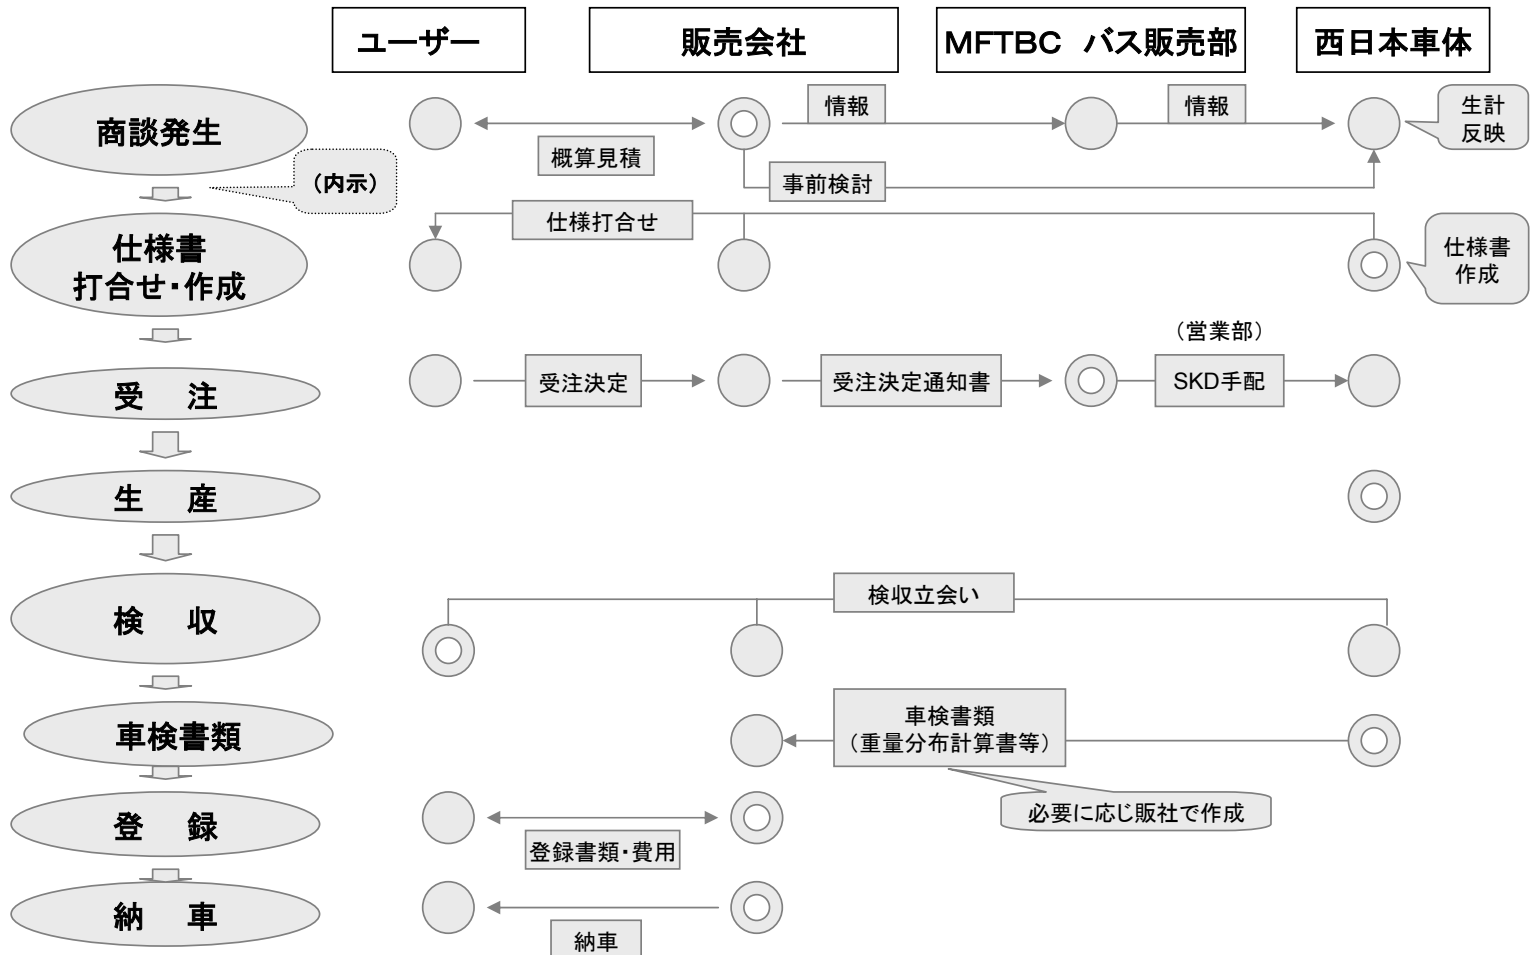 ユーザー
販売会社
MFTBC バス販売部
西日本車体
商談発生
情報
情報
生計
反映
概算見積
(内示)
事前検討
仕様書
打合せ・作成
仕様打合せ
仕様書
作成
(営業部)
受 注
受注決定
受注決定通知書
SKD手配
生 産
検 収
検収立会い
車検書類
車検書類
(重量分布計算書等)
必要に応じ販社で作成
登 録
登録書類・費用
納 車
納車